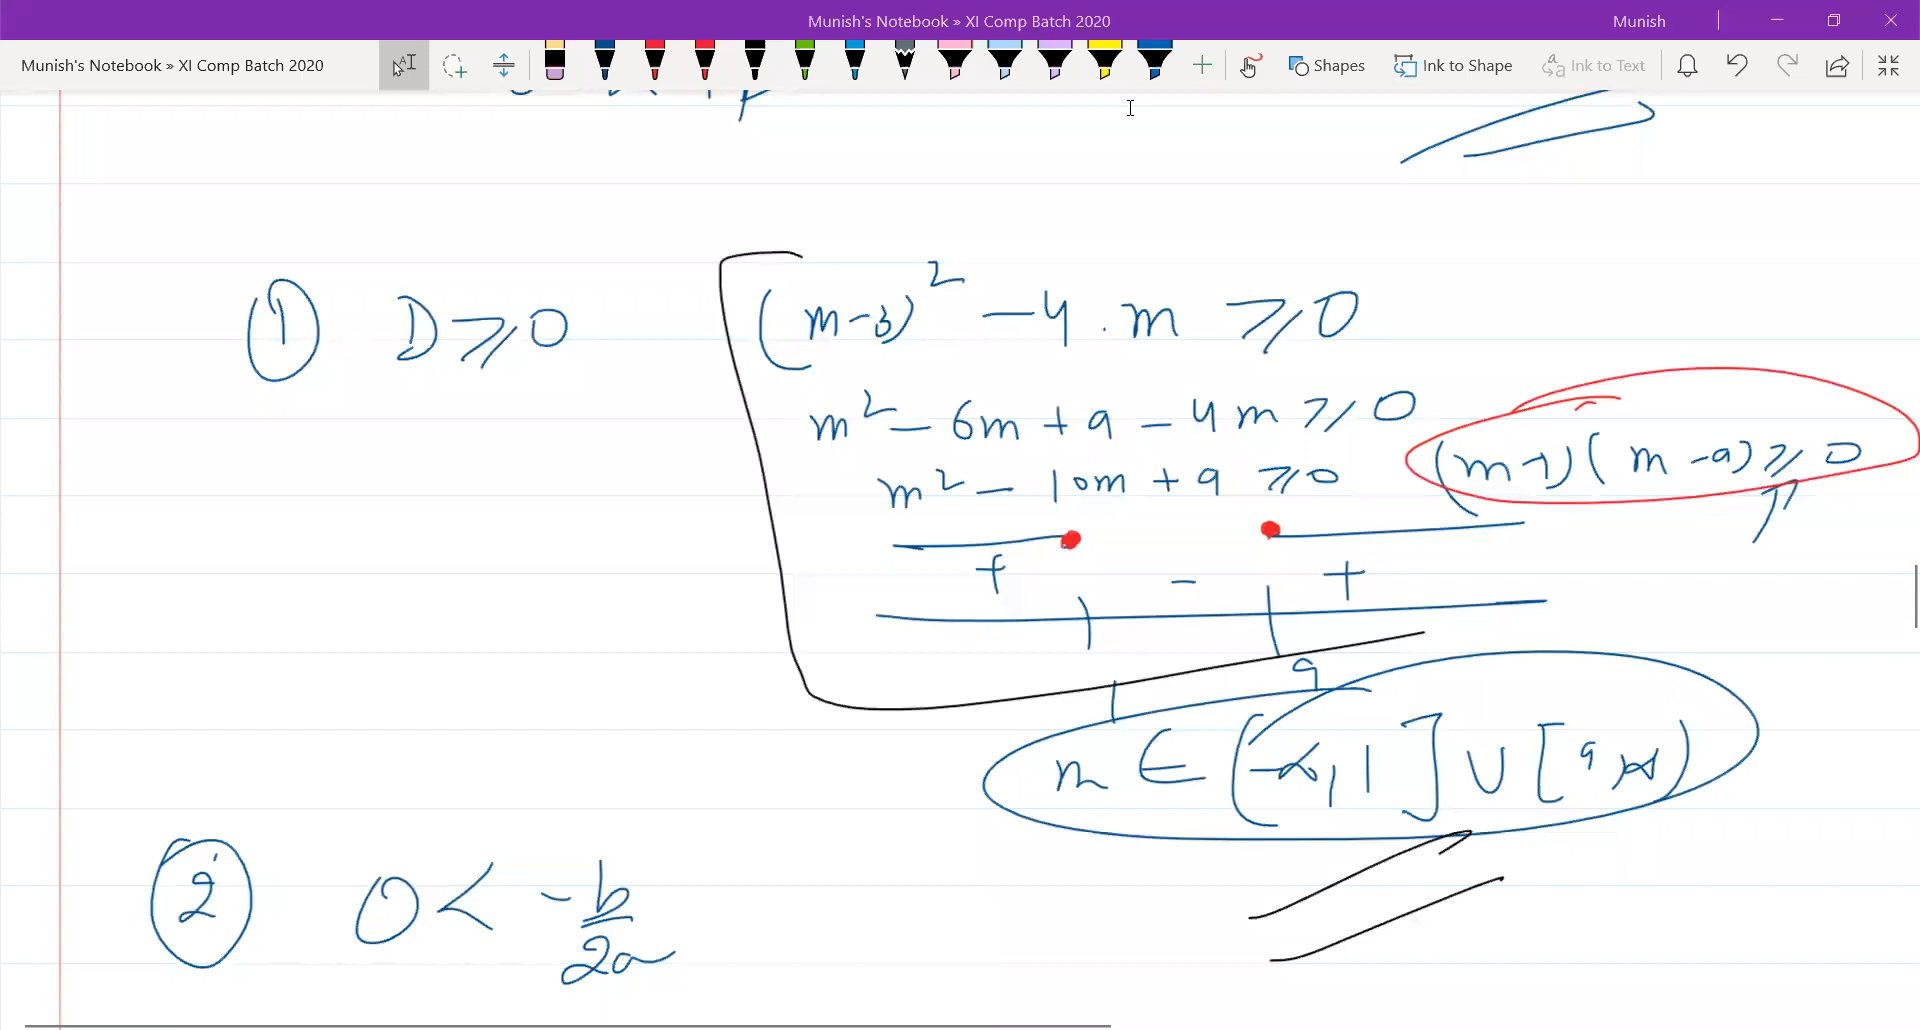 Munish's Notebook » XI Comp Batch 2020
Munish
Munish's Notebook » XI Comp Batch 2020
Shapes
Ink to Shape
Ink to Text
① D ⩾ 0
(m-3)² - 4 . m ⩾ 0
m² - 6m + 9 - 4m ⩾ 0
m² - 10m + 9 ⩾ 0
(m-1)(m-9) ⩾ 0
+ - +
1 9
m ∈ (-∞, 1] ∪ [9, ∞)
② 0 < -b/2a